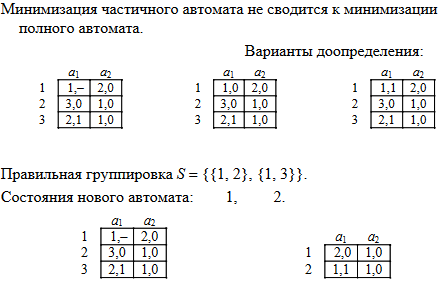 Минимизация частичного автомата не сводится к минимизации
полного автомата.
Варианты доопределения:
a1 a2 a1 a2 a1 a2
1 1,– 2,0 1 1,0 2,0 1 1,1 2,0
2 3,0 1,0 2 3,0 1,0 2 3,0 1,0
3 2,1 1,0 3 2,1 1,0 3 2,1 1,0
Правильная группировка S = {{1, 2}, {1, 3}}.
Состояния нового автомата: 1, 2.
a1 a2
1 1,– 2,0 a1 a2
2 3,0 1,0 1 2,0 1,0
3 2,1 1,0 2 1,1 1,0